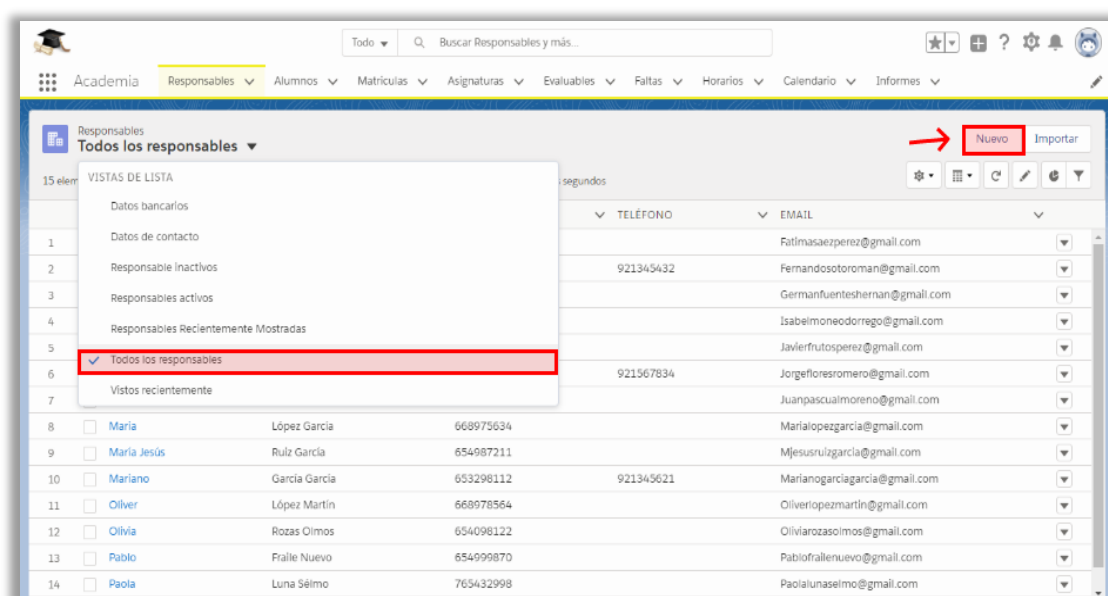 Todo Buscar Responsables y más...
Academia Responsables Alumnos Matriculas Asignaturas Evaluables Faltas Horarios Calendario Informes
Responsables
Todos los responsables
Nuevo Importar
15 elem
segundos
VISTAS DE LISTA
Datos bancarios
Datos de contacto
Responsable inactivos
Responsables activos
Responsables Recientemente Mostradas
Todos los responsables
Vistos recientemente
TELÉFONO EMAIL
1 Fatimasaezperez@gmail.com
2 921345432 Fernandosotoroman@gmail.com
3 Germanfuenteshernan@gmail.com
4 Isabelmoneodorrego@gmail.com
5 Javierfrutosperez@gmail.com
6 921567834 Jorgefloresromero@gmail.com
7 Juanpascualmoreno@gmail.com
8 Maria López García 668975634 Marialopezgarcia@gmail.com
9 María Jesús Ruiz García 654987211 Mjesusruizgarcia@gmail.com
10 Mariano García García 653298112 921345621 Marianogarciagarcia@gmail.com
11 Oliver López Martín 668978564 Oliverlopezmartin@gmail.com
12 Olivia Rozas Olmos 654098122 Oliviarozasolmos@gmail.com
13 Pablo Fraile Nuevo 654999870 Pablofrailenuevo@gmail.com
14 Paola Luna Sélmo 765432998 Paolalunaselmo@gmail.com